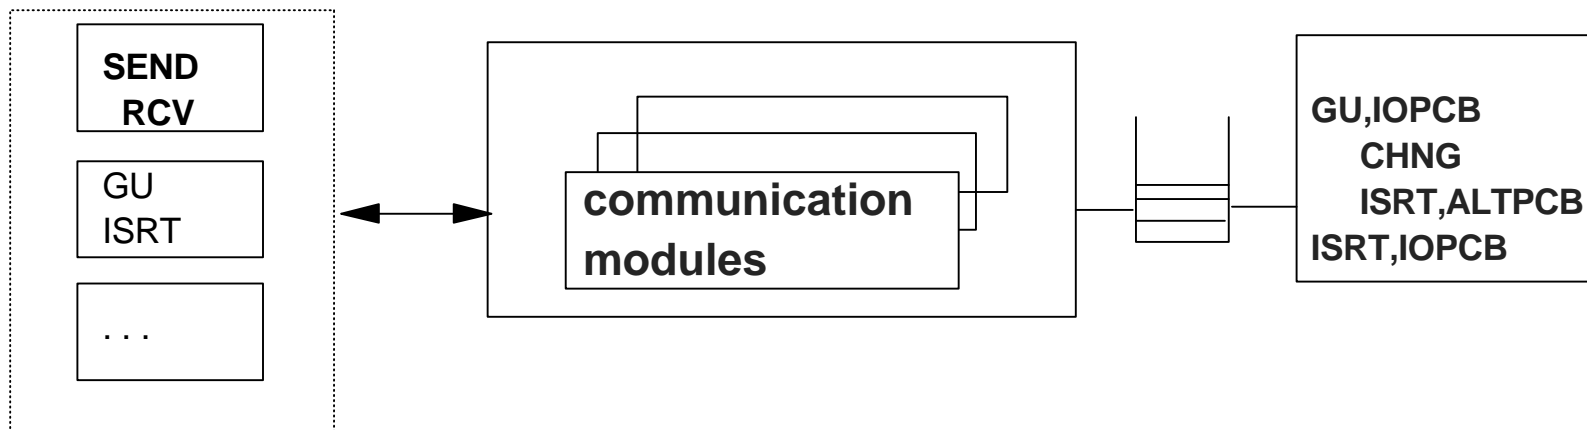 SEND
RCV
GU
ISRT
. . .
communication
modules
GU,IOPCB
CHNG
ISRT,ALTPCB
ISRT,IOPCB